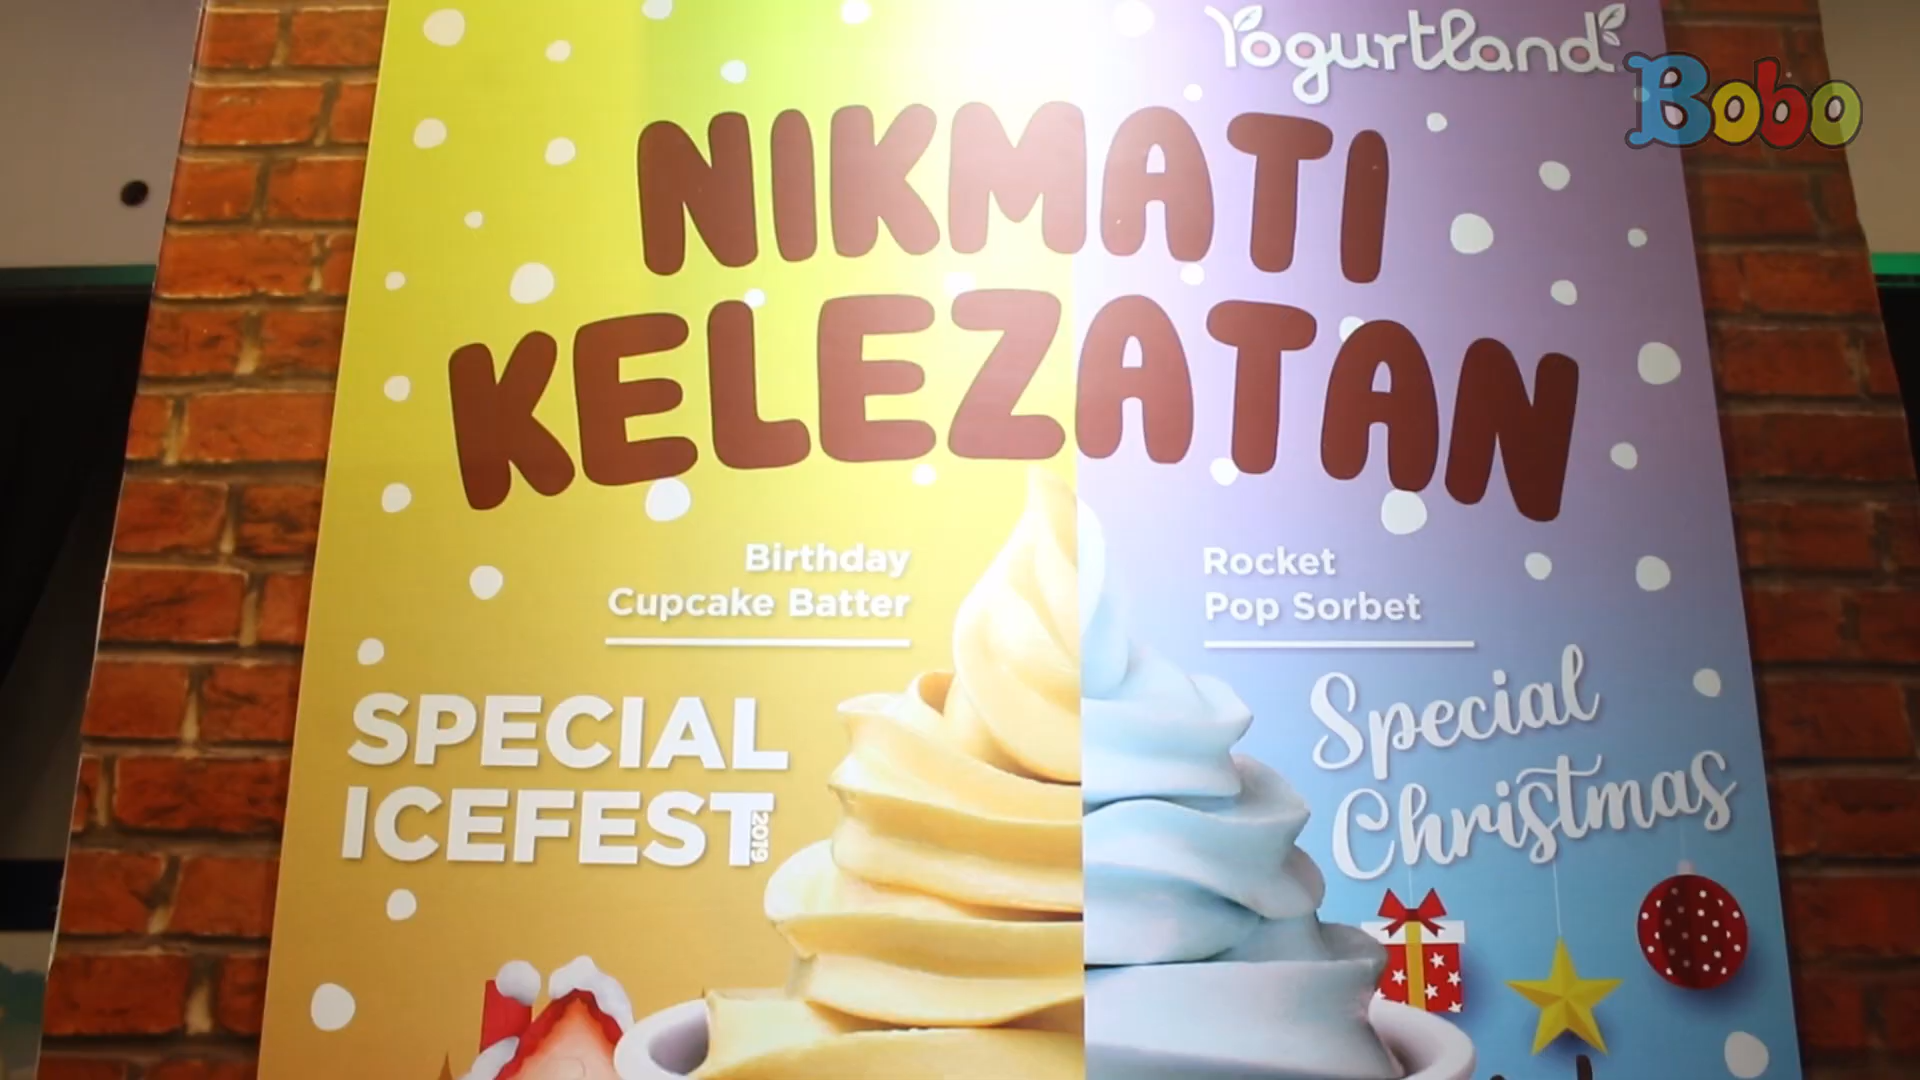 Yogurtland
Bobo
NIKMATI
KELEZATAN
Birthday
Cupcake Batter
Rocket
Pop Sorbet
SPECIAL
ICEFEST 2019
Special
Christmas